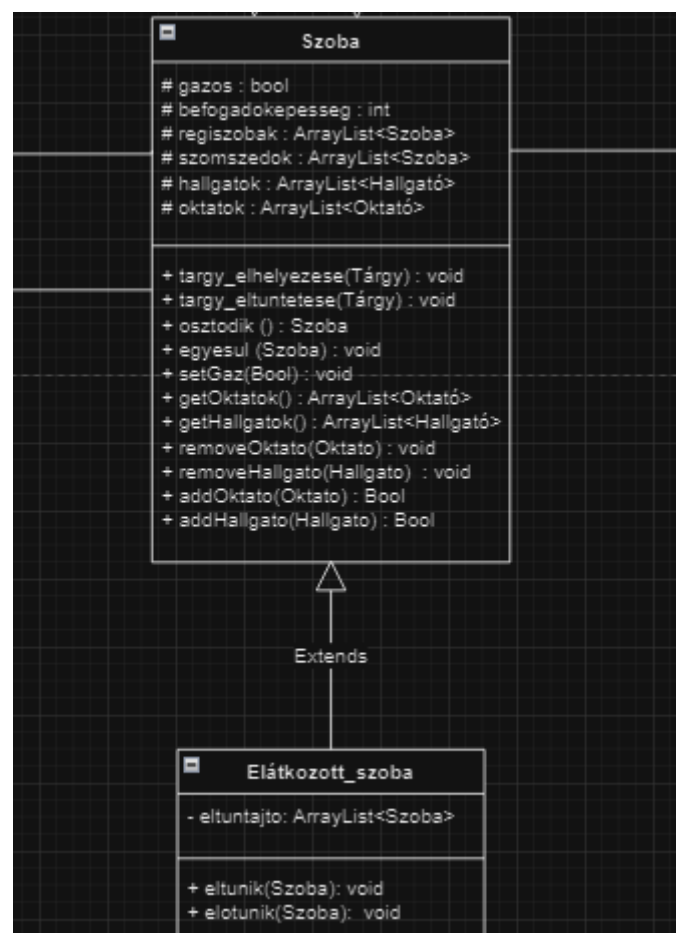 Szoba
# gazos : bool
# befogadokepesseg : int
# regiszobak : ArrayList<Szoba>
# szomszedok : ArrayList<Szoba>
# hallgatok : ArrayList<Hallgató>
# oktatok : ArrayList<Oktató>
+ targy_elhelyezese(Tárgy) : void
+ targy_eltuntetese(Tárgy) : void
+ osztodik () : Szoba
+ egyesul (Szoba) : void
+ setGaz(Bool) : void
+ getOktatok() : ArrayList<Oktató>
+ getHallgatok() : ArrayList<Hallgató>
+ removeOktato(Oktato) : void
+ removeHallgato(Hallgato) : void
+ addOktato(Oktato) : Bool
+ addHallgato(Hallgato) : Bool
Extends
Elátkozott_szoba
- eltuntajto: ArrayList<Szoba>
+ eltunik(Szoba): void
+ elotunik(Szoba): void